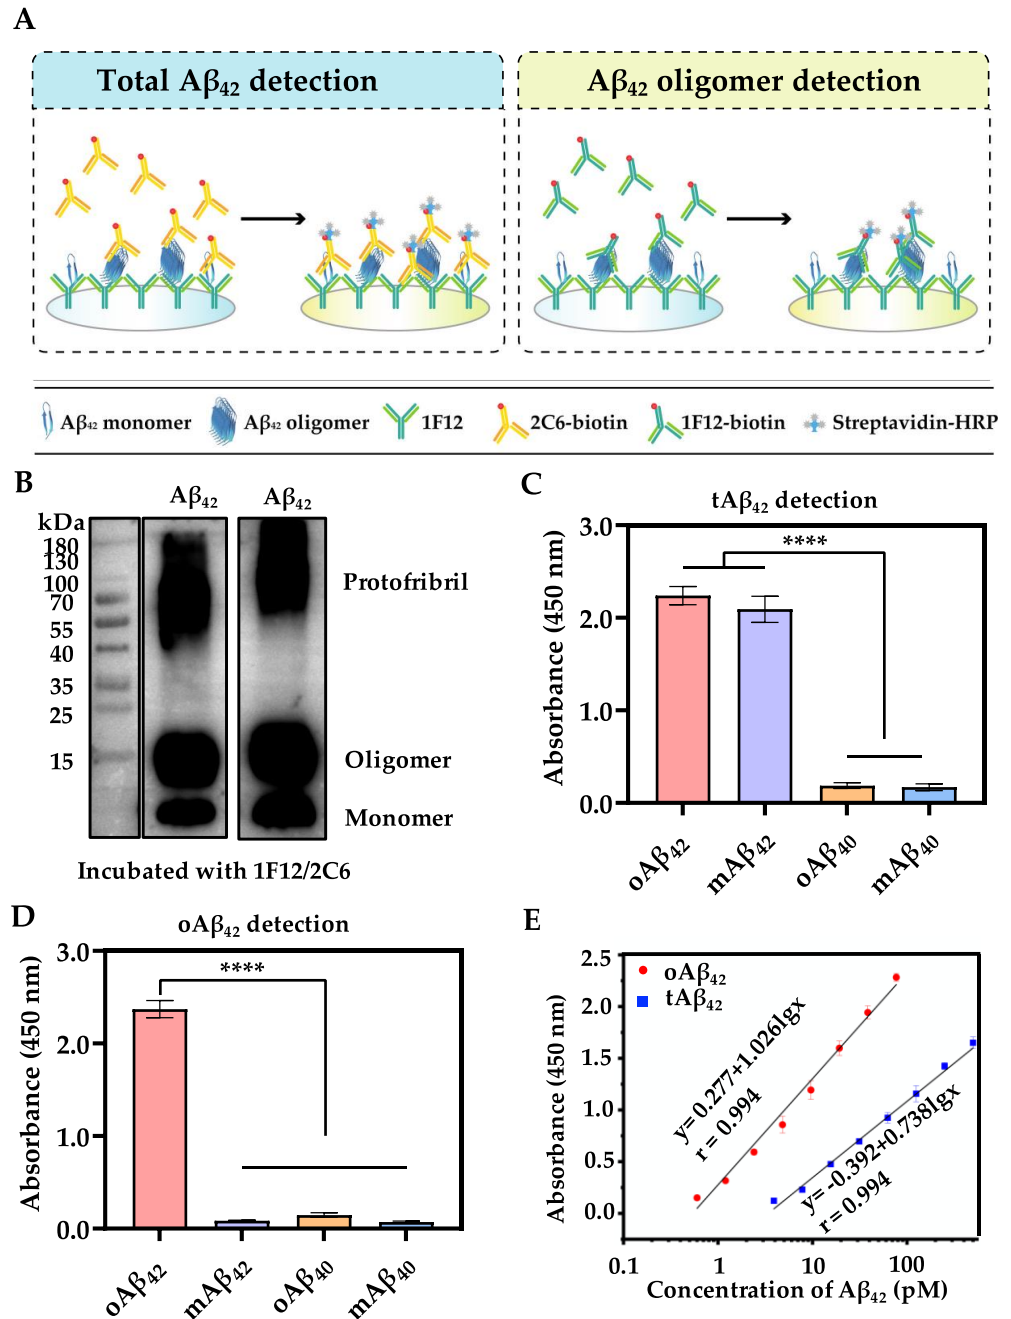 A
Total Aβ₄₂ detection
Aβ₄₂ oligomer detection
Aβ₄₂ monomer
Aβ₄₂ oligomer
1F12
2C6-biotin
1F12-biotin
Streptavidin-HRP
B
Aβ₄₂
Aβ₄₂
kDa
180
130
100
70
55
40
35
25
15
Protofribril
Oligomer
Monomer
Incubated with 1F12/2C6
C
tAβ₄₂ detection
****
Absorbance (450 nm)
3.0
2.0
1.0
0.0
oAβ₄₂
mAβ₄₂
oAβ₄₀
mAβ₄₀
D
oAβ₄₂ detection
****
Absorbance (450 nm)
3.0
2.0
1.0
0.0
oAβ₄₂
mAβ₄₂
oAβ₄₀
mAβ₄₀
E
oAβ₄₂
tAβ₄₂
y= 0.277+1.026lgx
r = 0.994
y= -0.392+0.738lgx
r = 0.994
Absorbance (450 nm)
2.5
2.0
1.5
1.0
0.5
0.0
0.1
1
10
100
Concentration of Aβ₄₂ (pM)